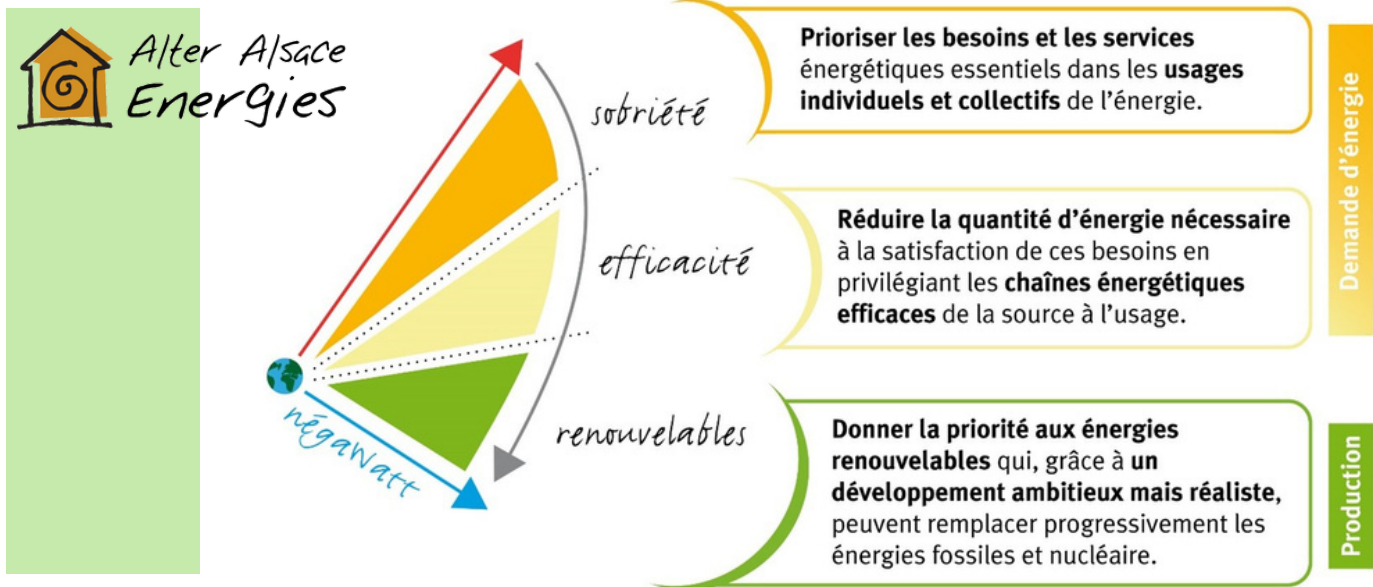 Alter Alsace
Energies
sobriété
Prioriser les besoins et les services
énergétiques essentiels dans les usages
individuels et collectifs de l'énergie.
efficacité
Réduire la quantité d'énergie nécessaire
à la satisfaction de ces besoins en
privilégiant les chaînes énergétiques
efficaces de la source à l'usage.
Demande d'énergie
négawatt
renouvelables
Donner la priorité aux énergies
renouvelables qui, grâce à un
développement ambitieux mais réaliste,
peuvent remplacer progressivement les
énergies fossiles et nucléaire.
Production